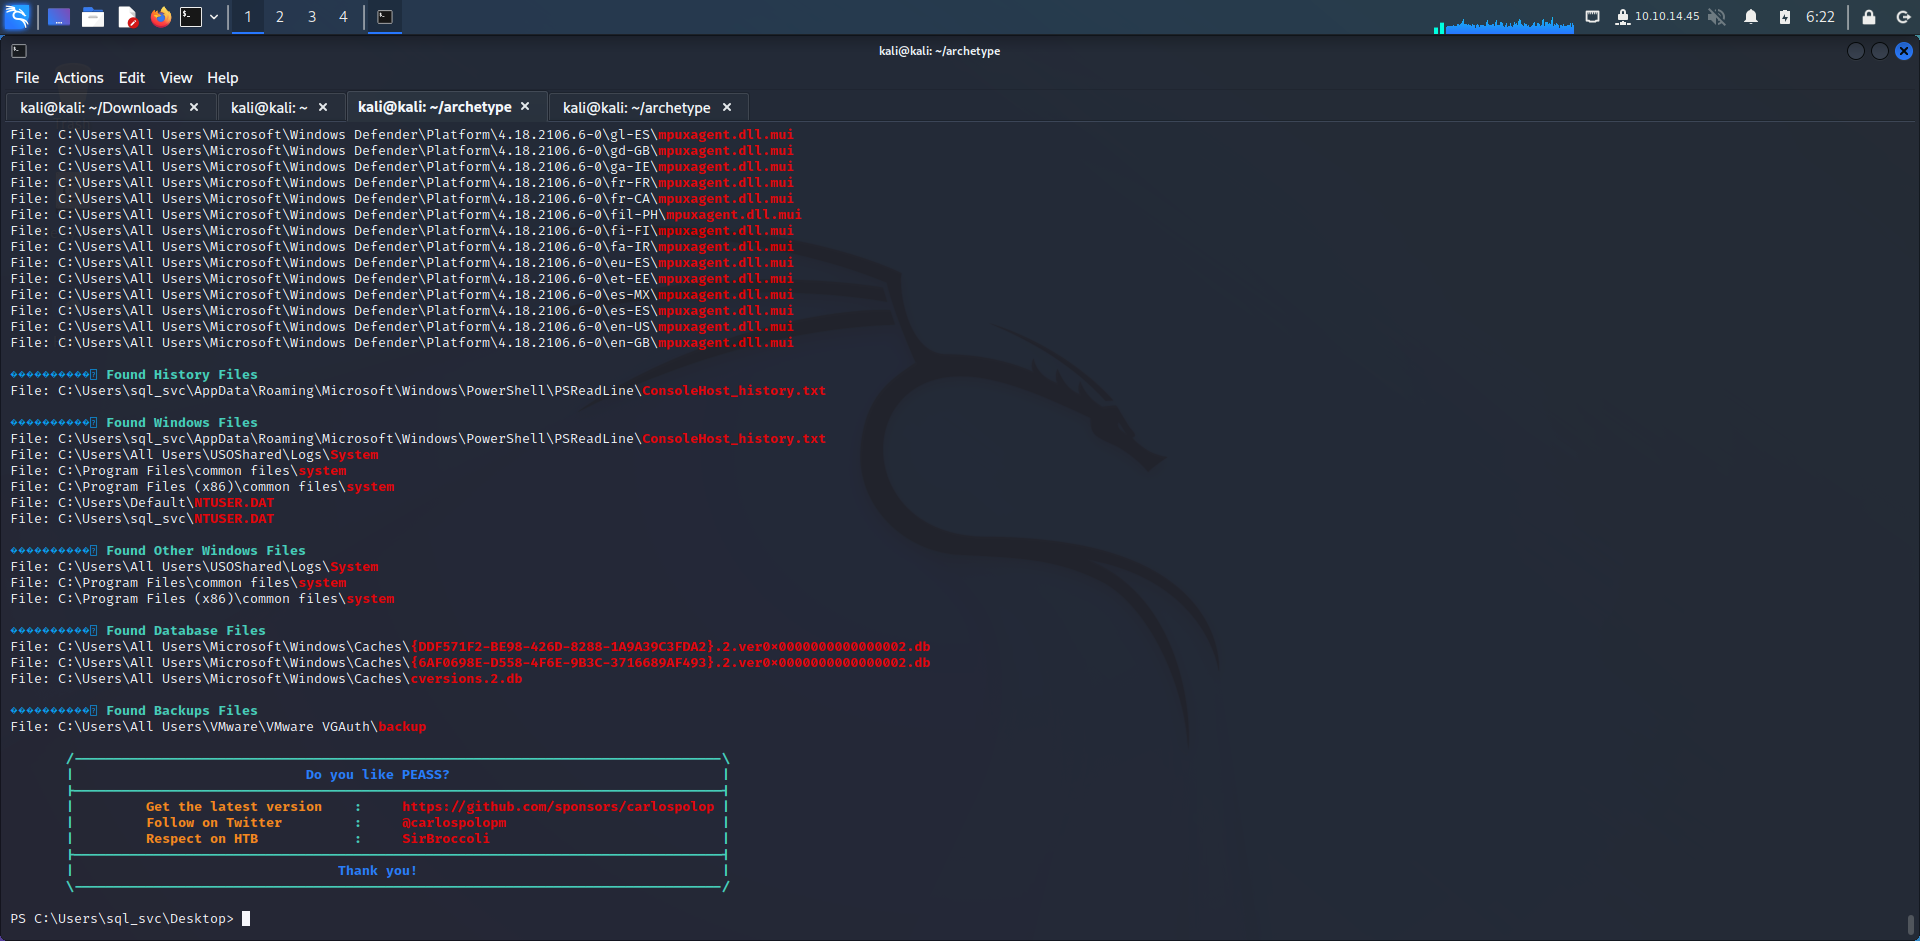 1 2 3 4 10.10.14.45 6:22
kali@kali: ~/archetype
File Actions Edit View Help
kali@kali: ~/Downloads × kali@kali: ~ × kali@kali: ~/archetype × kali@kali: ~/archetype ×
File: C:\Users\All Users\Microsoft\Windows Defender\Platform\4.18.2106.6-0\gl-ES\mpuxagent.dll.mui
File: C:\Users\All Users\Microsoft\Windows Defender\Platform\4.18.2106.6-0\gd-GB\mpuxagent.dll.mui
File: C:\Users\All Users\Microsoft\Windows Defender\Platform\4.18.2106.6-0\ga-IE\mpuxagent.dll.mui
File: C:\Users\All Users\Microsoft\Windows Defender\Platform\4.18.2106.6-0\fr-FR\mpuxagent.dll.mui
File: C:\Users\All Users\Microsoft\Windows Defender\Platform\4.18.2106.6-0\fr-CA\mpuxagent.dll.mui
File: C:\Users\All Users\Microsoft\Windows Defender\Platform\4.18.2106.6-0\fil-PH\mpuxagent.dll.mui
File: C:\Users\All Users\Microsoft\Windows Defender\Platform\4.18.2106.6-0\fi-FI\mpuxagent.dll.mui
File: C:\Users\All Users\Microsoft\Windows Defender\Platform\4.18.2106.6-0\fa-IR\mpuxagent.dll.mui
File: C:\Users\All Users\Microsoft\Windows Defender\Platform\4.18.2106.6-0\eu-ES\mpuxagent.dll.mui
File: C:\Users\All Users\Microsoft\Windows Defender\Platform\4.18.2106.6-0\et-EE\mpuxagent.dll.mui
File: C:\Users\All Users\Microsoft\Windows Defender\Platform\4.18.2106.6-0\es-MX\mpuxagent.dll.mui
File: C:\Users\All Users\Microsoft\Windows Defender\Platform\4.18.2106.6-0\es-ES\mpuxagent.dll.mui
File: C:\Users\All Users\Microsoft\Windows Defender\Platform\4.18.2106.6-0\en-US\mpuxagent.dll.mui
File: C:\Users\All Users\Microsoft\Windows Defender\Platform\4.18.2106.6-0\en-GB\mpuxagent.dll.mui
����������? Found History Files
File: C:\Users\sql_svc\AppData\Roaming\Microsoft\Windows\PowerShell\PSReadLine\ConsoleHost_history.txt
����������? Found Windows Files
File: C:\Users\sql_svc\AppData\Roaming\Microsoft\Windows\PowerShell\PSReadLine\ConsoleHost_history.txt
File: C:\Users\All Users\USOShared\Logs\System
File: C:\Program Files\common files\system
File: C:\Program Files (x86)\common files\system
File: C:\Users\Default\NTUSER.DAT
File: C:\Users\sql_svc\NTUSER.DAT
����������? Found Other Windows Files
File: C:\Users\All Users\USOShared\Logs\System
File: C:\Program Files\common files\system
File: C:\Program Files (x86)\common files\system
����������? Found Database Files
File: C:\Users\All Users\Microsoft\Windows\Caches\{DDF571F2-BE98-426D-8288-1A9A39C3FDA2}.2.ver0×0000000000000002.db
File: C:\Users\All Users\Microsoft\Windows\Caches\{6AF0698E-D558-4F6E-9B3C-3716689AF493}.2.ver0×0000000000000002.db
File: C:\Users\All Users\Microsoft\Windows\Caches\cversions.2.db
����������? Found Backups Files
File: C:\Users\All Users\VMware\VMware VGAuth\backup
Do you like PEASS?
Get the latest version : https://github.com/sponsors/carlospolop
Follow on Twitter : @carlospolopm
Respect on HTB : SirBroccoli
Thank you!
PS C:\Users\sql_svc\Desktop>